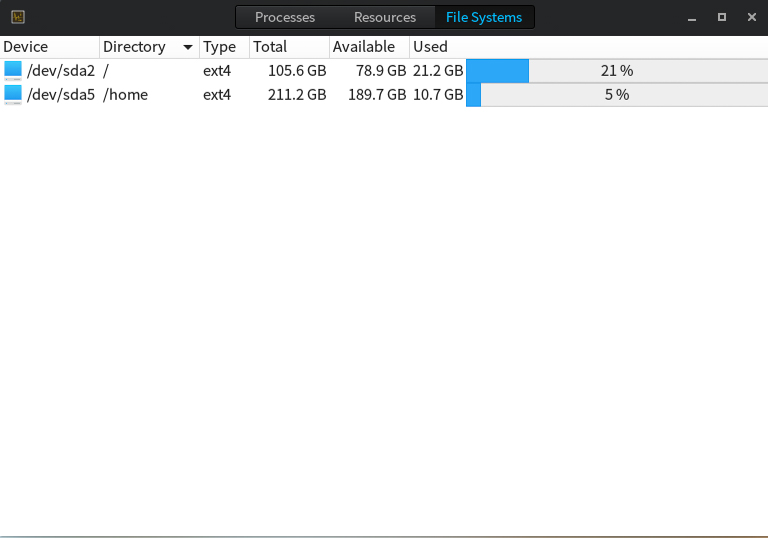 Processes Resources File Systems
Device Directory Type Total Available Used
/dev/sda2 / ext4 105.6 GB 78.9 GB 21.2 GB 21 %
/dev/sda5 /home ext4 211.2 GB 189.7 GB 10.7 GB 5 %